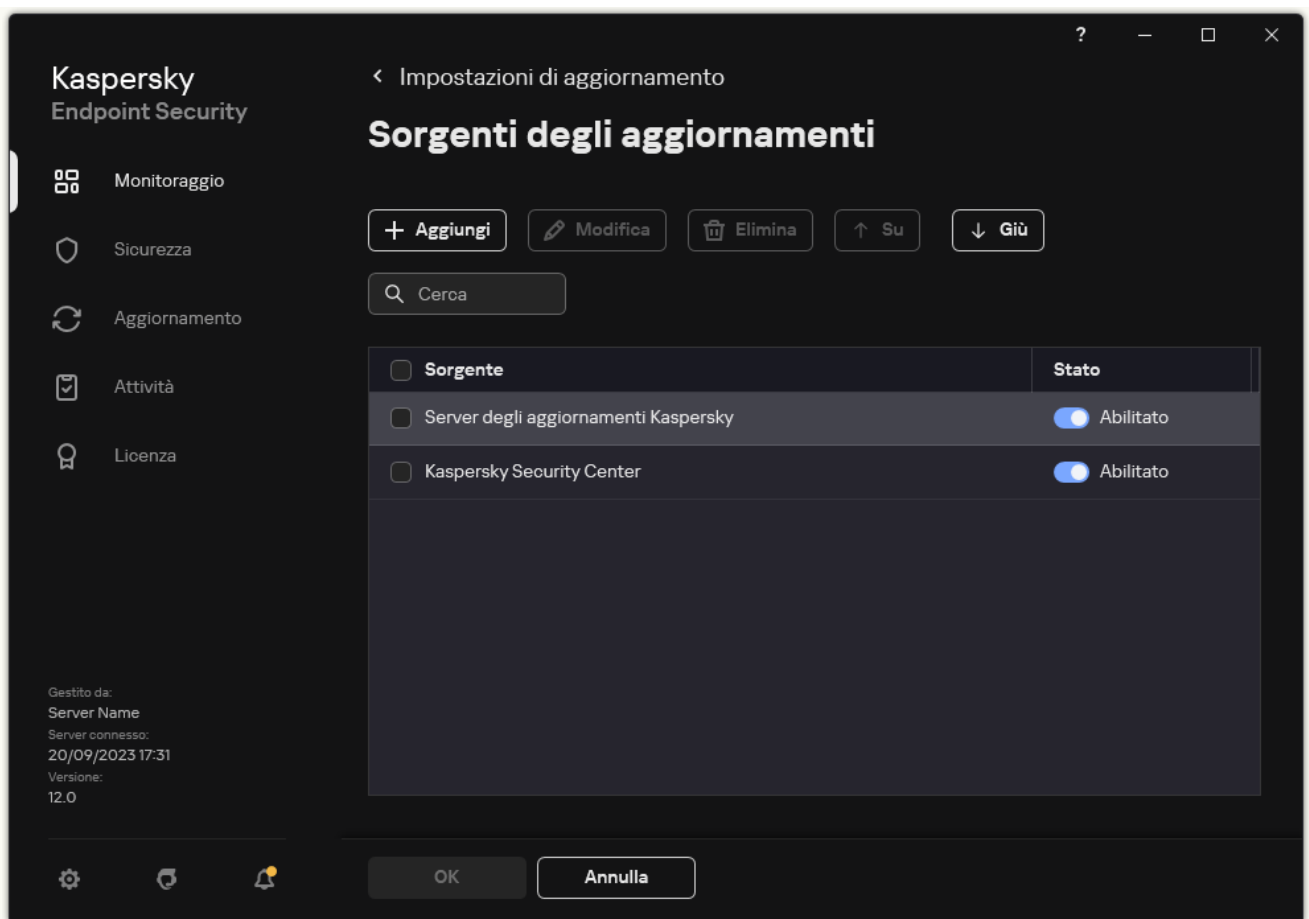 ?
Kaspersky
Endpoint Security
Monitoraggio
Sicurezza
Aggiornamento
Attività
Licenza
Gestito da:
Server Name
Server connesso:
20/09/2023 17:31
Versione:
12.0
Impostazioni di aggiornamento
Sorgenti degli aggiornamenti
Aggiungi Modifica Elimina Su Giù
Cerca
Sorgente Stato
Server degli aggiornamenti Kaspersky Abilitato
Kaspersky Security Center Abilitato
OK Annulla